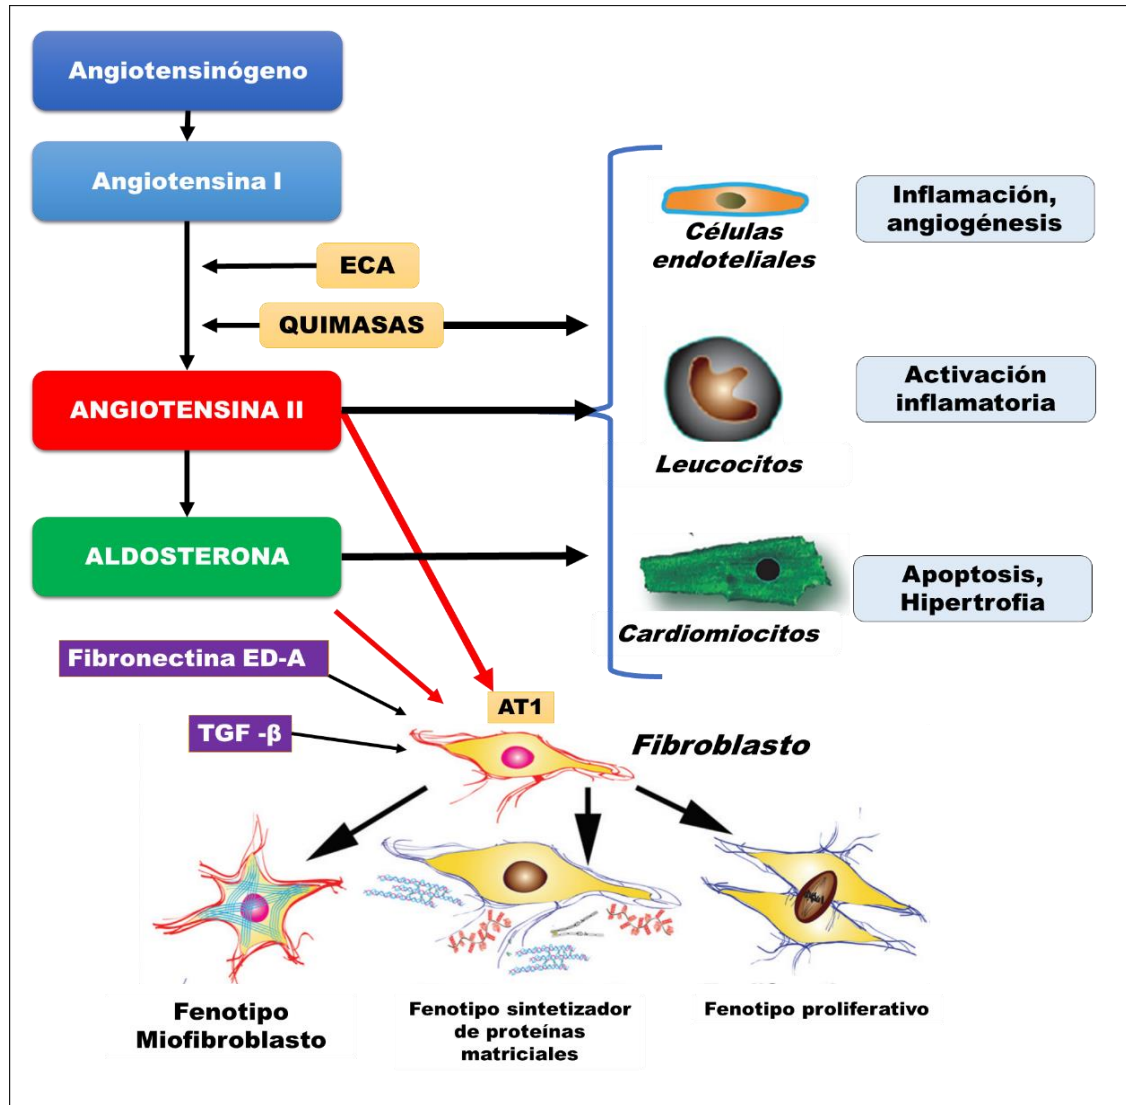 Angiotensinógeno
Angiotensina I
ECA
QUIMASAS
ANGIOTENSINA II
ALDOSTERONA
Células
endoteliales
Inflamación,
angiogénesis
Leucocitos
Activación
inflamatoria
Cardiomiocitos
Apoptosis,
Hipertrofia
Fibronectina ED-A
TGF -β
AT1
Fibroblasto
Fenotipo
Miofibroblasto
Fenotipo sintetizador
de proteínas
matriciales
Fenotipo proliferativo